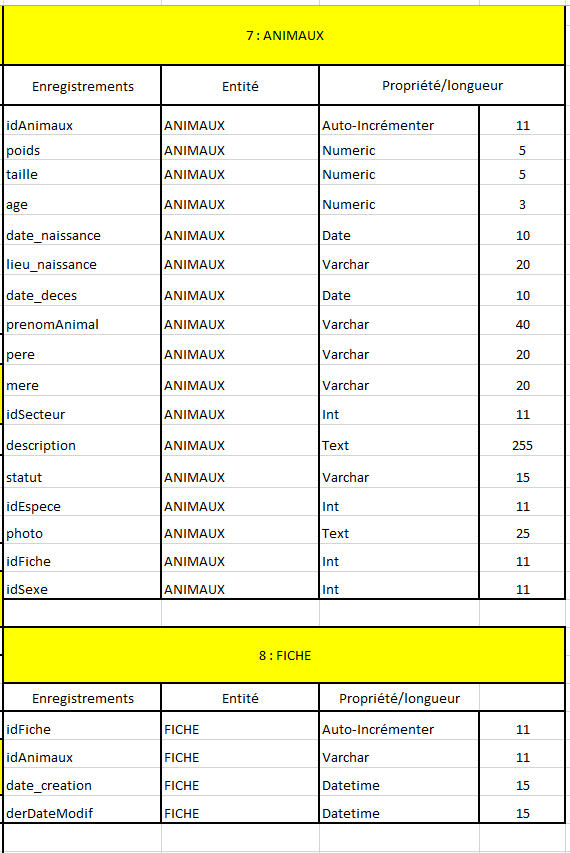 7 : ANIMAUX
Enregistrements Entité Propriété/longueur
idAnimaux ANIMAUX Auto-Incrémenter 11
poids ANIMAUX Numeric 5
taille ANIMAUX Numeric 5
age ANIMAUX Numeric 3
date_naissance ANIMAUX Date 10
lieu_naissance ANIMAUX Varchar 20
date_deces ANIMAUX Date 10
prenomAnimal ANIMAUX Varchar 40
pere ANIMAUX Varchar 20
mere ANIMAUX Varchar 20
idSecteur ANIMAUX Int 11
description ANIMAUX Text 255
statut ANIMAUX Varchar 15
idEspece ANIMAUX Int 11
photo ANIMAUX Text 25
idFiche ANIMAUX Int 11
idSexe ANIMAUX Int 11
8 : FICHE
Enregistrements Entité Propriété/longueur
idFiche FICHE Auto-Incrémenter 11
idAnimaux FICHE Varchar 11
date_creation FICHE Datetime 15
derDateModif FICHE Datetime 15